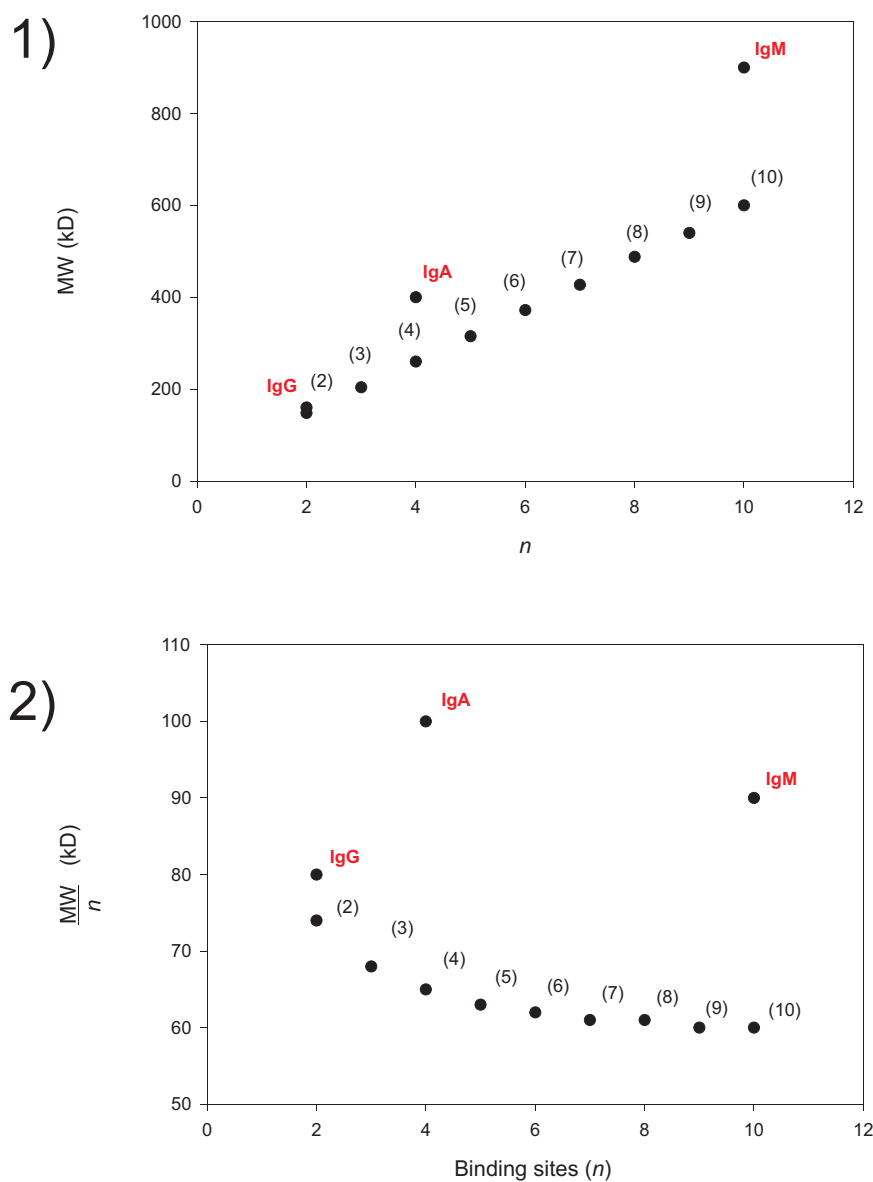 1)
1000
800
600
400
200
0
MW (kD)
IgM
(10)
(9)
(8)
(7)
IgA
(6)
(5)
(4)
(3)
IgG (2)
0 2 4 6 8 10 12
n
2)
110
100
90
80
70
60
50
MW (kD)
n
IgA
IgM
IgG
(2)
(3)
(4)
(5)
(6)
(7)
(8)
(9)
(10)
0 2 4 6 8 10 12
Binding sites (n)